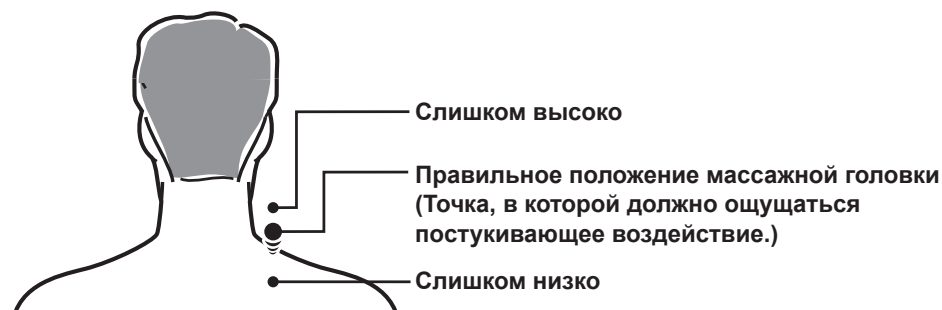 Слишком высоко
Правильное положение массажной головки
(Точка, в которой должно ощущаться
постукивающее воздействие.)
Слишком низко